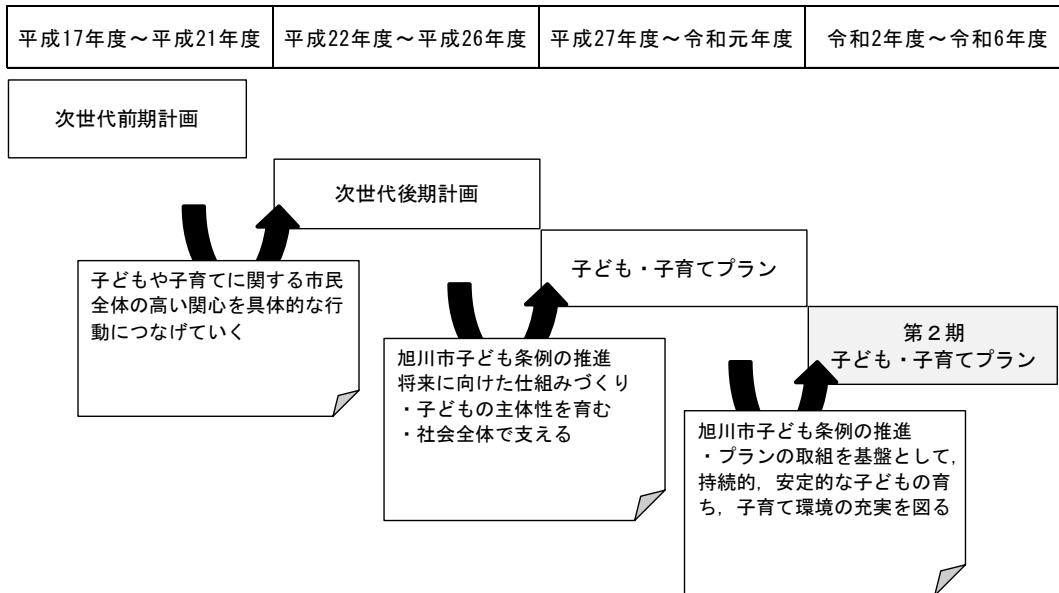 平成17年度～平成21年度
平成22年度～平成26年度
平成27年度～令和元年度
令和2年度～令和6年度
次世代前期計画
次世代後期計画
子どもや子育てに関する市民
全体の高い関心を具体的な行
動につなげていく
子ども・子育てプラン
旭川市子ども条例の推進
将来に向けた仕組みづくり
・子どもの主体性を育む
・社会全体で支える
第２期
子ども・子育てプラン
旭川市子ども条例の推進
・プランの取組を基盤として，
持続的，安定的な子どもの育
ち，子育て環境の充実を図る